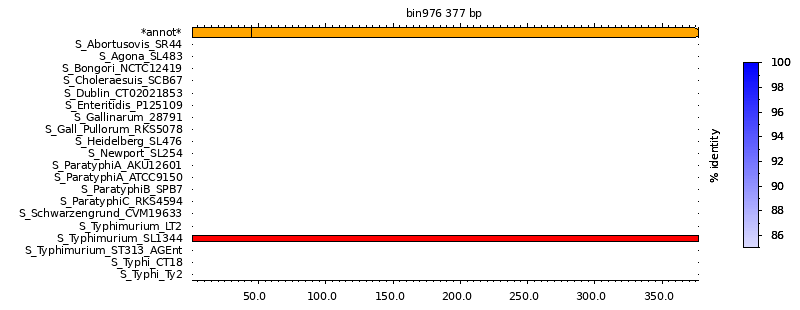 bin976 377 bp
*annot*
S_Abortusovis_SR44
S_Agona_SL483
S_Bongori_NCTC12419
S_Choleraesuis_SCB67
S_Dublin_CT02021853
S_Enteritidis_P125109
S_Gallinarum_28791
S_Gall_Pullorum_RKS5078
S_Heidelberg_SL476
S_Newport_SL254
S_ParatyphiA_AKU12601
S_ParatyphiA_ATCC9150
S_ParatyphiB_SPB7
S_ParatyphiC_RKS4594
S_Schwarzengrund_CVM19633
S_Typhimurium_LT2
S_Typhimurium_SL1344
S_Typhimurium_ST313_AGEnt
S_Typhi_CT18
S_Typhi_Ty2
50.0 100.0 150.0 200.0 250.0 300.0 350.0
% identity
100
98
96
94
92
90
88
86